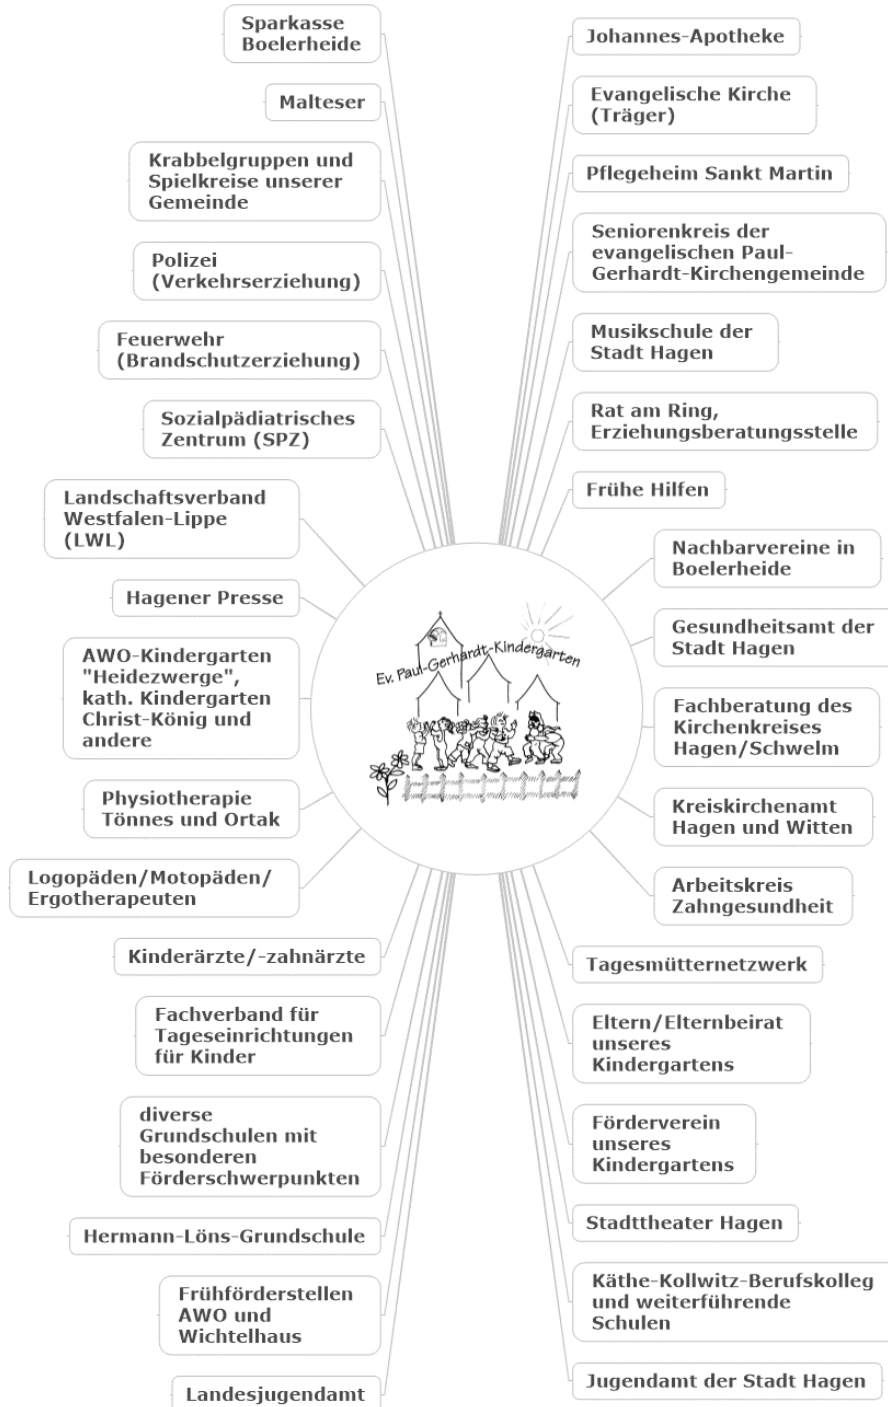 Sparkasse
Boelerheide
Malteser
Krabbelgruppen und
Spielkreise unserer
Gemeinde
Polizei
(Verkehrserziehung)
Feuerwehr
(Brandschutzerziehung)
Sozialpädiatrisches
Zentrum (SPZ)
Landschaftsverband
Westfalen-Lippe
(LWL)
Hagener Presse
AWO-Kindergarten
"Heidezwerge",
kath. Kindergarten
Christ-König und
andere
Physiotherapie
Tönnes und Ortak
Logopäden/Motopäden/
Ergotherapeuten
Kinderärzte/-zahnärzte
Fachverband für
Tageseinrichtungen
für Kinder
diverse
Grundschulen mit
besonderen
Förderschwerpunkten
Hermann-Löns-Grundschule
Frühförderstellen
AWO und
Wichtelhaus
Landesjugendamt
Ev. Paul-Gerhardt-Kindergarten
Johannes-Apotheke
Evangelische Kirche
(Träger)
Pflegeheim Sankt Martin
Seniorenkreis der
evangelischen Paul-
Gerhardt-Kirchengemeinde
Musikschule der
Stadt Hagen
Rat am Ring,
Erziehungsberatungsstelle
Frühe Hilfen
Nachbarvereine in
Boelerheide
Gesundheitsamt der
Stadt Hagen
Fachberatung des
Kirchenkreises
Hagen/Schwelm
Kreiskirchenamt
Hagen und Witten
Arbeitskreis
Zahngesundheit
Tagesmütternetzwerk
Eltern/Elternbeirat
unseres
Kindergartens
Förderverein
unseres
Kindergartens
Stadttheater Hagen
Käthe-Kollwitz-Berufskolleg
und weiterführende
Schulen
Jugendamt der Stadt Hagen